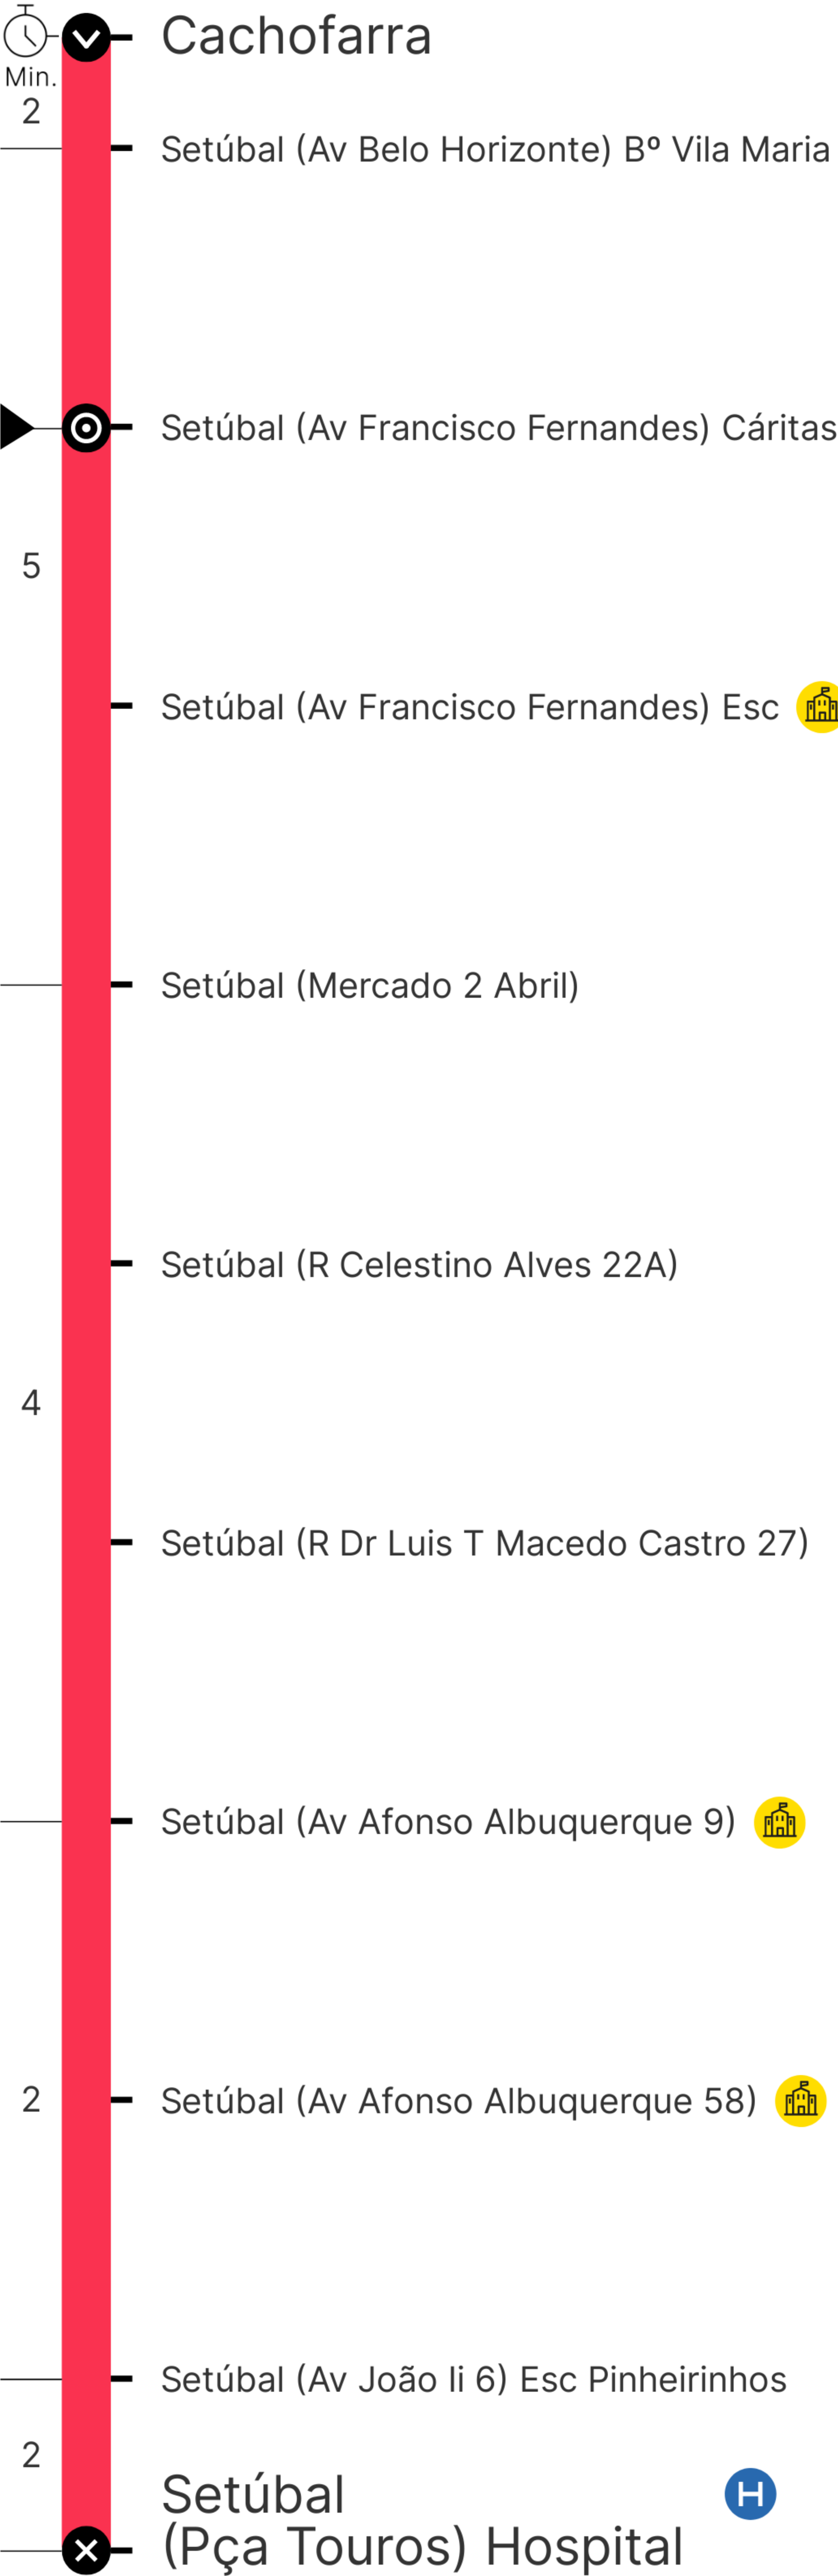 Cachofarra
Min.
2
Setúbal (Av Belo Horizonte) Bº Vila Maria
Setúbal (Av Francisco Fernandes) Cáritas
5
Setúbal (Av Francisco Fernandes) Esc
Setúbal (Mercado 2 Abril)
Setúbal (R Celestino Alves 22A)
4
Setúbal (R Dr Luis T Macedo Castro 27)
Setúbal (Av Afonso Albuquerque 9)
2
Setúbal (Av Afonso Albuquerque 58)
Setúbal (Av João Ii 6) Esc Pinheirinhos
2
Setúbal
H
(Pça Touros) Hospital